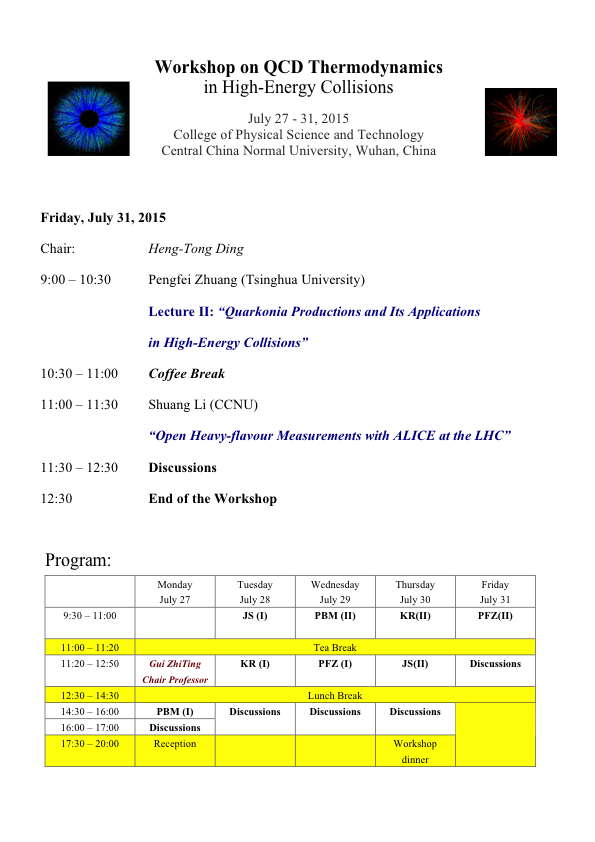 Workshop on QCD Thermodynamics
in High-Energy Collisions
July 27 - 31, 2015
College of Physical Science and Technology
Central China Normal University, Wuhan, China
Friday, July 31, 2015
Chair: Heng-Tong Ding
9:00 – 10:30 Pengfei Zhuang (Tsinghua University)
Lecture II: “Quarkonia Productions and Its Applications
in High-Energy Collisions”
10:30 – 11:00 Coffee Break
11:00 – 11:30 Shuang Li (CCNU)
“Open Heavy-flavour Measurements with ALICE at the LHC”
11:30 – 12:30 Discussions
12:30 End of the Workshop
Program:
Monday Tuesday Wednesday Thursday Friday
July 27 July 28 July 29 July 30 July 31
9:30 – 11:00 JS (I) PBM (II) KR(II) PFZ(II)
11:00 – 11:20 Tea Break
11:20 – 12:50 Gui ZhiTing KR (I) PFZ (I) JS(II) Discussions
Chair Professor
12:30 – 14:30 Lunch Break
14:30 – 16:00 PBM (I) Discussions Discussions Discussions
16:00 – 17:00 Discussions
17:30 – 20:00 Reception Workshop
dinner